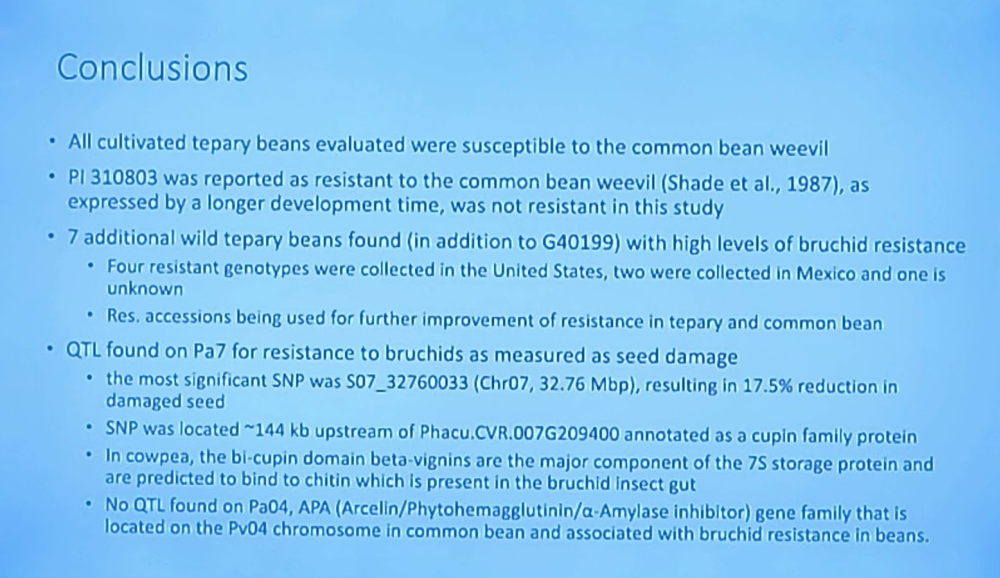 Conclusions
• All cultivated tepary beans evaluated were susceptible to the common bean weevil
• PI 310803 was reported as resistant to the common bean weevil (Shade et al., 1987), as
expressed by a longer development time, was not resistant in this study
• 7 additional wild tepary beans found (in addition to G40199) with high levels of bruchid resistance
• Four resistant genotypes were collected in the United States, two were collected in Mexico and one is
unknown
• Res. accessions being used for further improvement of resistance in tepary and common bean
• QTL found on Pa7 for resistance to bruchids as measured as seed damage
• the most significant SNP was S07_32760033 (Chr07, 32.76 Mbp), resulting in 17.5% reduction in
damaged seed
• SNP was located ~144 kb upstream of Phacu.CVR.007G209400 annotated as a cupin family protein
• In cowpea, the bi-cupin domain beta-vignins are the major component of the 7S storage protein and
are predicted to bind to chitin which is present in the bruchid insect gut
• No QTL found on Pa04, APA (Arcelin/Phytohemagglutinin/α-Amylase inhibitor) gene family that is
located on the Pv04 chromosome in common bean and associated with bruchid resistance in beans.